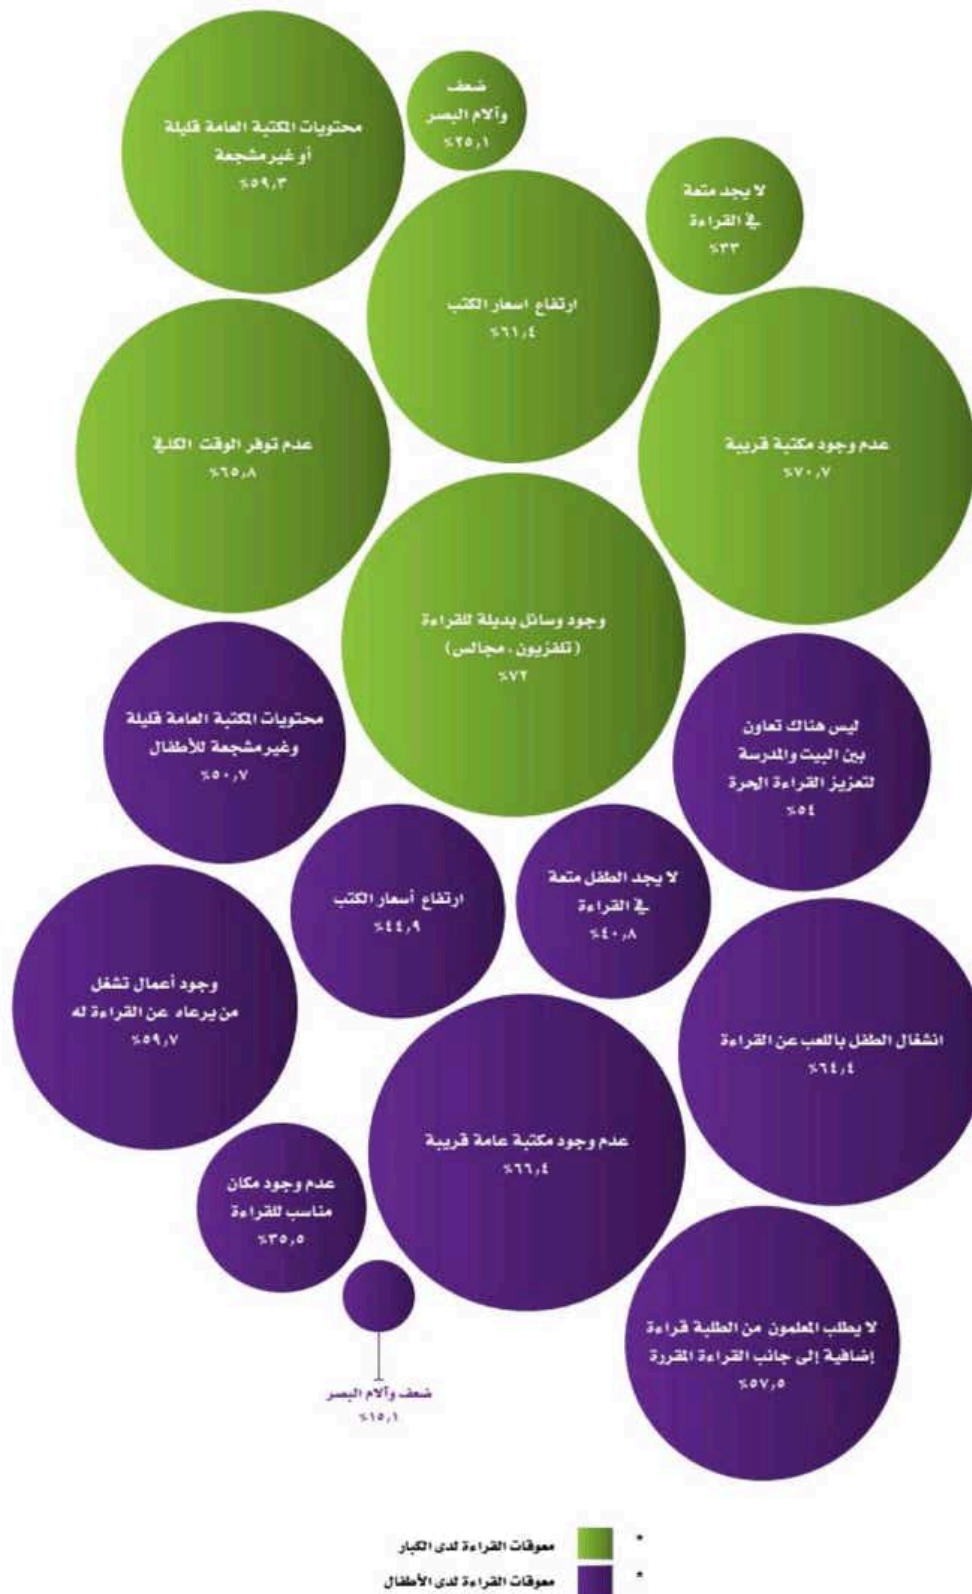 ضعف
وآلام البصر
٢٥,١٪
محتويات المكتبة العامة قليلة
أو غير مشجعة
٥٩,٣٪
لا يجد متعة
في القراءة
٣٣٪
ارتفاع اسعار الكتب
٦١,٤٪
عدم وجود مكتبة قريبة
٧٠,٧٪
عدم توفر الوقت الكافي
٦٥,٨٪
وجود وسائل بديلة للقراءة
(تلفزيون، مجالس)
٧٢٪
ليس هناك تعاون
بين البيت والمدرسة
لتعزيز القراءة الحرة
٥٤٪
محتويات المكتبة العامة قليلة
وغير مشجعة للأطفال
٥٠,٧٪
لا يجد الطفل متعة
في القراءة
٤٠,٨٪
ارتفاع أسعار الكتب
٤٤,٩٪
وجود أعمال تشغل
من يرعاه عن القراءة له
٥٩,٧٪
انشغال الطفل باللعب عن القراءة
٦٤,٤٪
عدم وجود مكتبة عامة قريبة
٦٦,٤٪
عدم وجود مكان
مناسب للقراءة
٣٥,٥٪
لا يطلب المعلمون من الطلبة قراءة
إضافية إلى جانب القراءة المقررة
٥٧,٥٪
ضعف وآلام البصر
١٥,١٪
* معوقات القراءة لدى الكبار
* معوقات القراءة لدى الأطفال